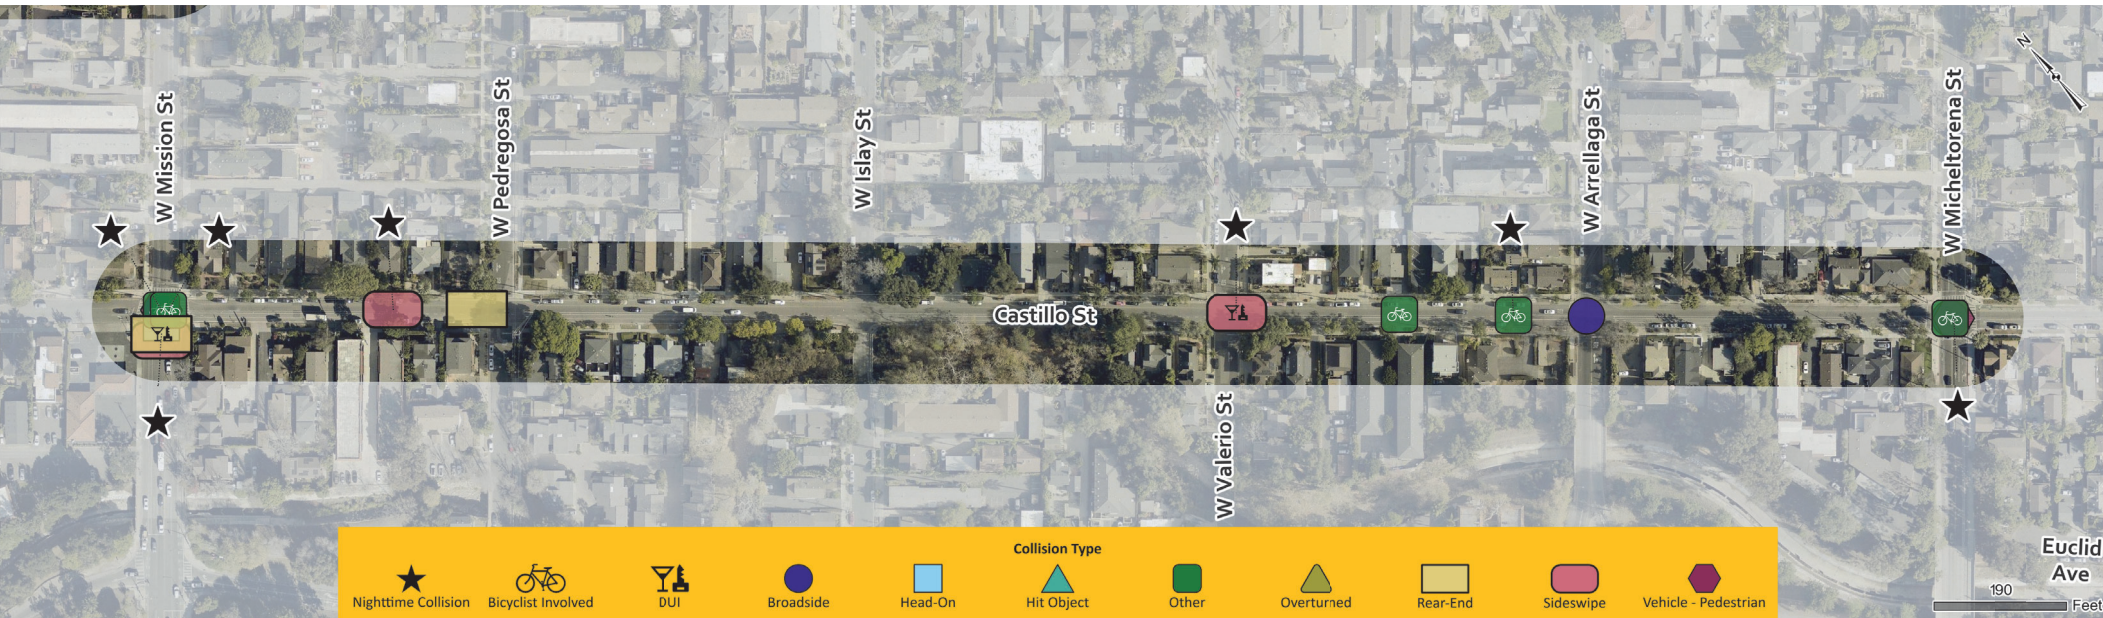 N
W Mission St
W Pedregosa St
W Islay St
W Arrellaga St
W Micheltorena St
Castillo St
W Valerio St
Euclid
Ave
190
Feet
Collision Type
Nighttime Collision
Bicyclist Involved
DUI
Broadside
Head-On
Hit Object
Other
Overturned
Rear-End
Sideswipe
Vehicle - Pedestrian